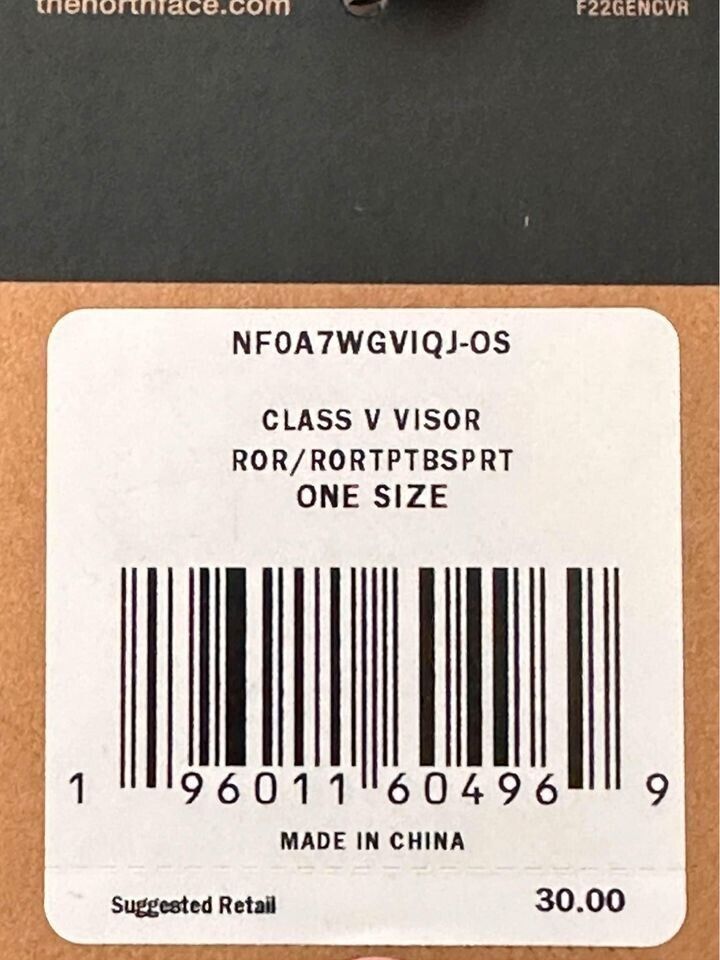 thenorthface.com
F22GENCVR
NF0A7WGVIQJ-OS
CLASS V VISOR
ROR/RORTPTBSPRT
ONE SIZE
1 96011 60496 9
MADE IN CHINA
Suggested Retail 30.00